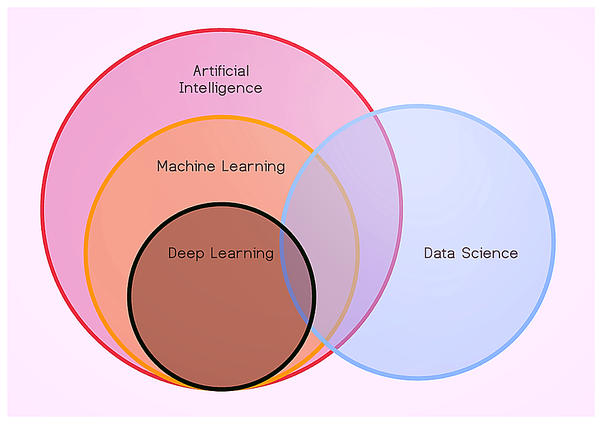 Artificial
Intelligence
Machine Learning
Deep Learning
Data Science